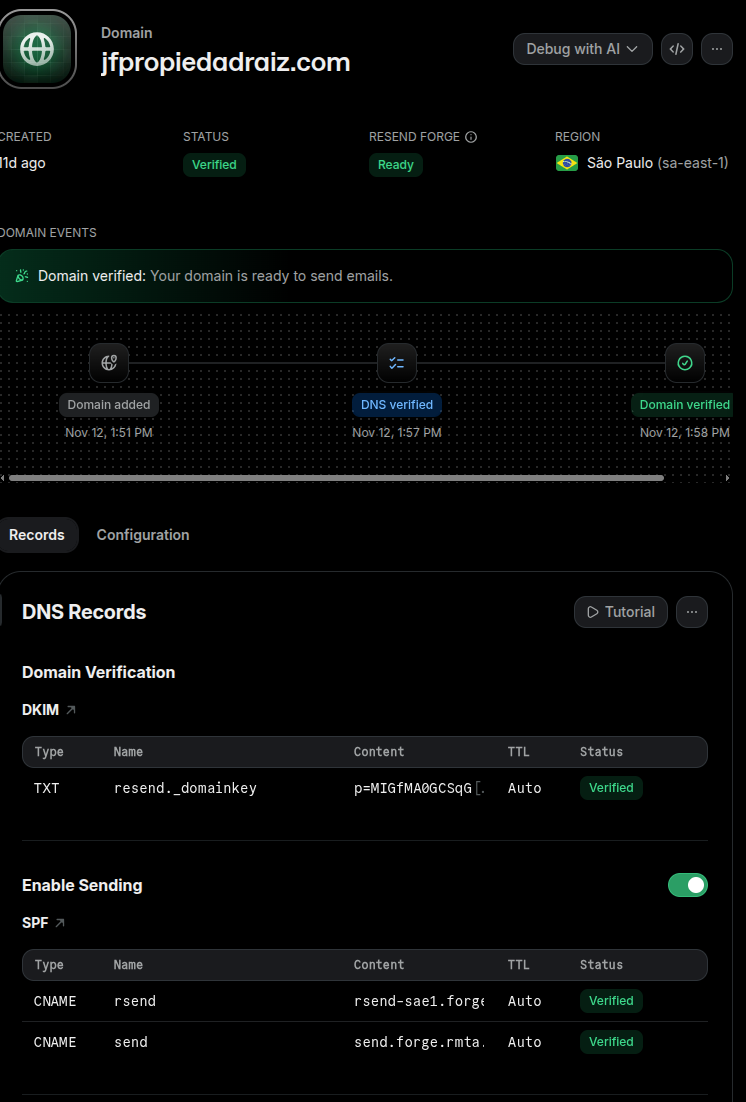 Domain
jfpropiedadraiz.com
Debug with AI
CREATED STATUS RESEND FORGE REGION
11d ago Verified Ready São Paulo (sa-east-1)
DOMAIN EVENTS
Domain verified: Your domain is ready to send emails.
Domain added DNS verified Domain verified
Nov 12, 1:51 PM Nov 12, 1:57 PM Nov 12, 1:58 PM
Records Configuration
DNS Records Tutorial
Domain Verification
DKIM
Type Name Content TTL Status
TXT resend._domainkey p=MIGfMA0GCSqG[. Auto Verified
Enable Sending
SPF
Type Name Content TTL Status
CNAME rsend rsend-sae1.forge Auto Verified
CNAME send send.forge.rmta. Auto Verified